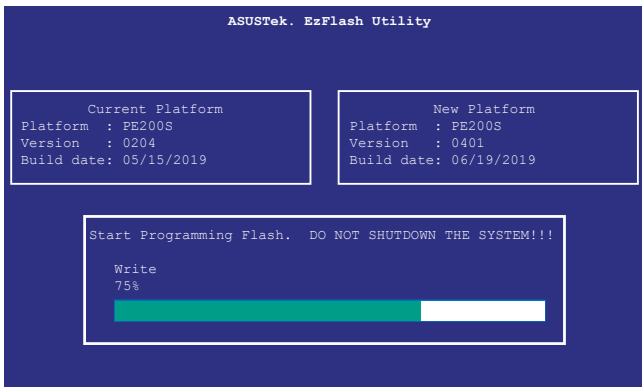 ASUSTek. EzFlash Utility
Current Platform
Platform : PE200S
Version : 0204
Build date: 05/15/2019
New Platform
Platform : PE200S
Version : 0401
Build date: 06/19/2019
Start Programming Flash. DO NOT SHUTDOWN THE SYSTEM!!!
Write
75%